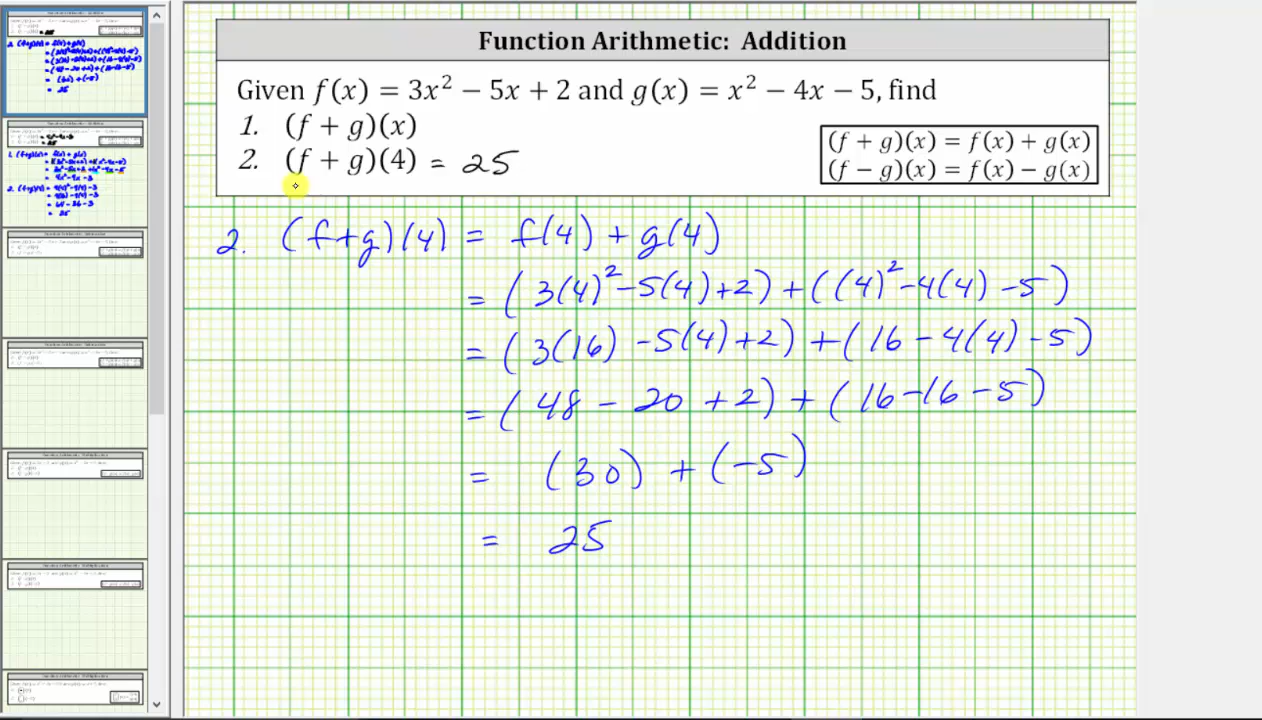 Function Arithmetic: Addition
Given f(x) = 3x² − 5x + 2 and g(x) = x² − 4x − 5, find
1. (f + g)(x)
2. (f + g)(4) = 25
(f + g)(x) = f(x) + g(x)
(f − g)(x) = f(x) − g(x)
2. (f+g)(4) = f(4) + g(4)
= (3(4)² −5(4)+2) + ((4)² −4(4) −5)
= (3(16) −5(4)+2) + (16 − 4(4) −5)
= (48 − 20 + 2) + (16 −16 −5)
= (30) + (−5)
= 25